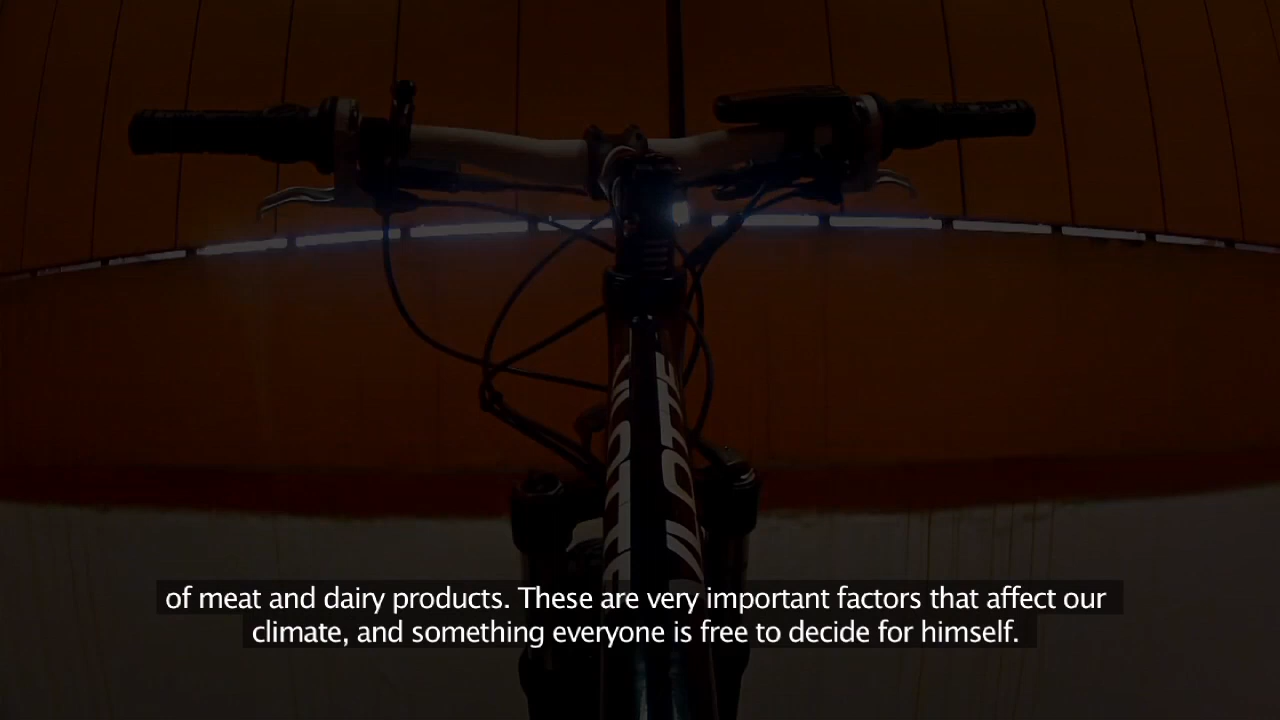 of meat and dairy products. These are very important factors that affect our
climate, and something everyone is free to decide for himself.